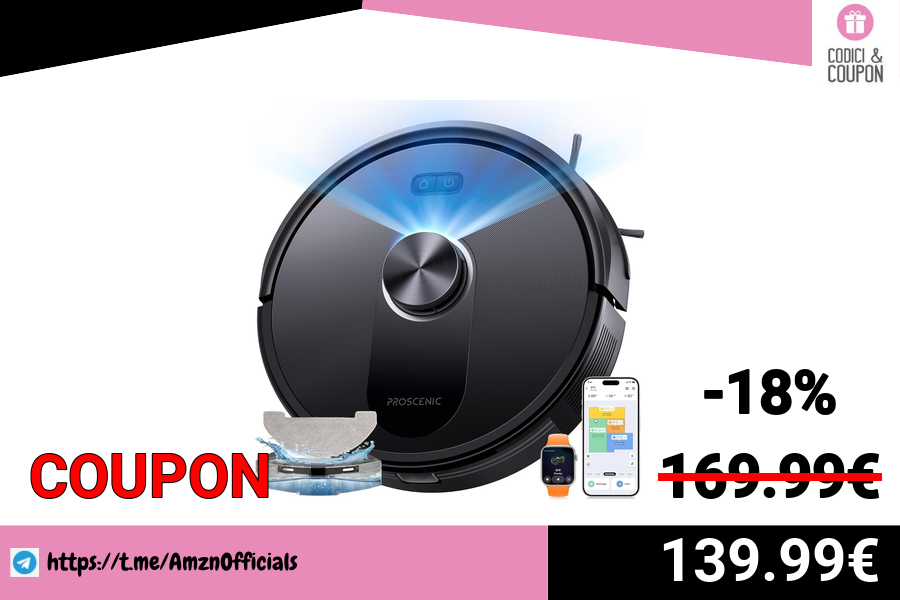 CODICI &
COUPON
PROSCENIC
-18%
COUPON
169.99€
https://t.me/AmznOfficials
139.99€